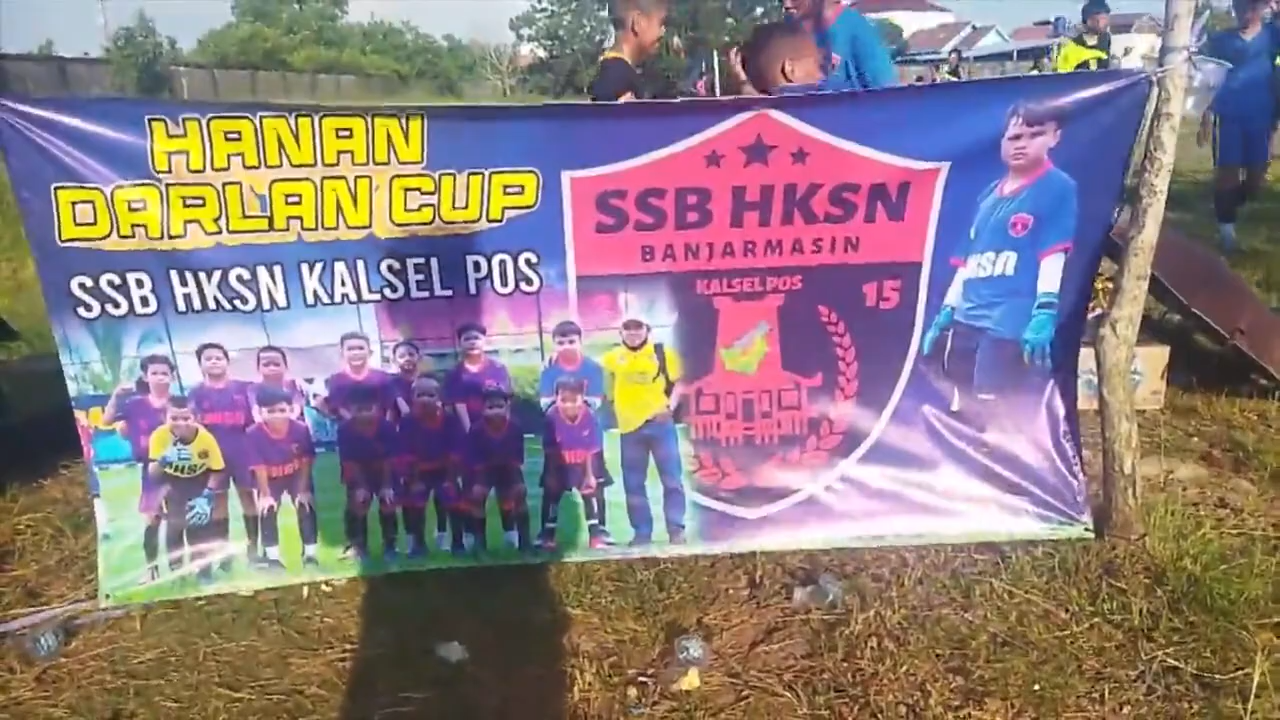 HANAN
DARLAN CUP
SSB HKSN KALSEL POS
SSB HKSN
BANJARMASIN
KALSEL POS
15
HKSN